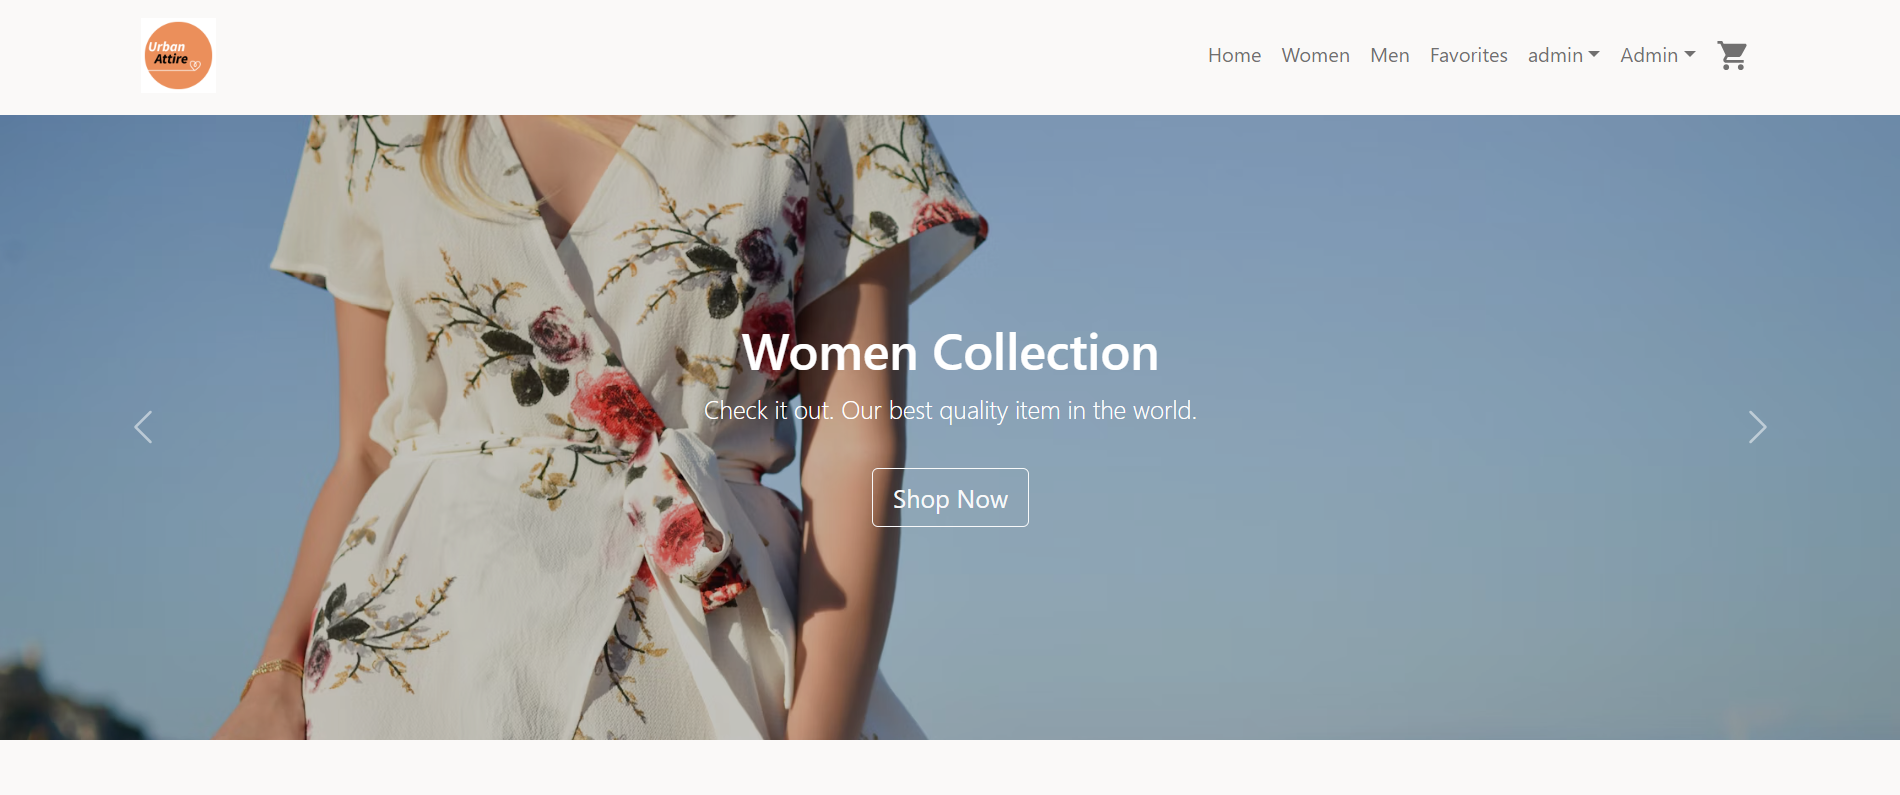 Urban
Attire
Home Women Men Favorites admin Admin
Women Collection
Check it out. Our best quality item in the world.
Shop Now